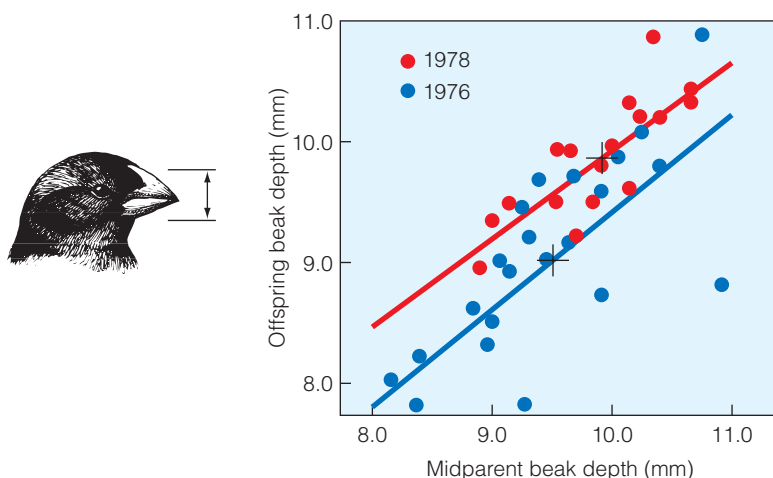 11.0
1978
1976
10.0
9.0
8.0
Offspring beak depth (mm)
8.0 9.0 10.0 11.0
Midparent beak depth (mm)